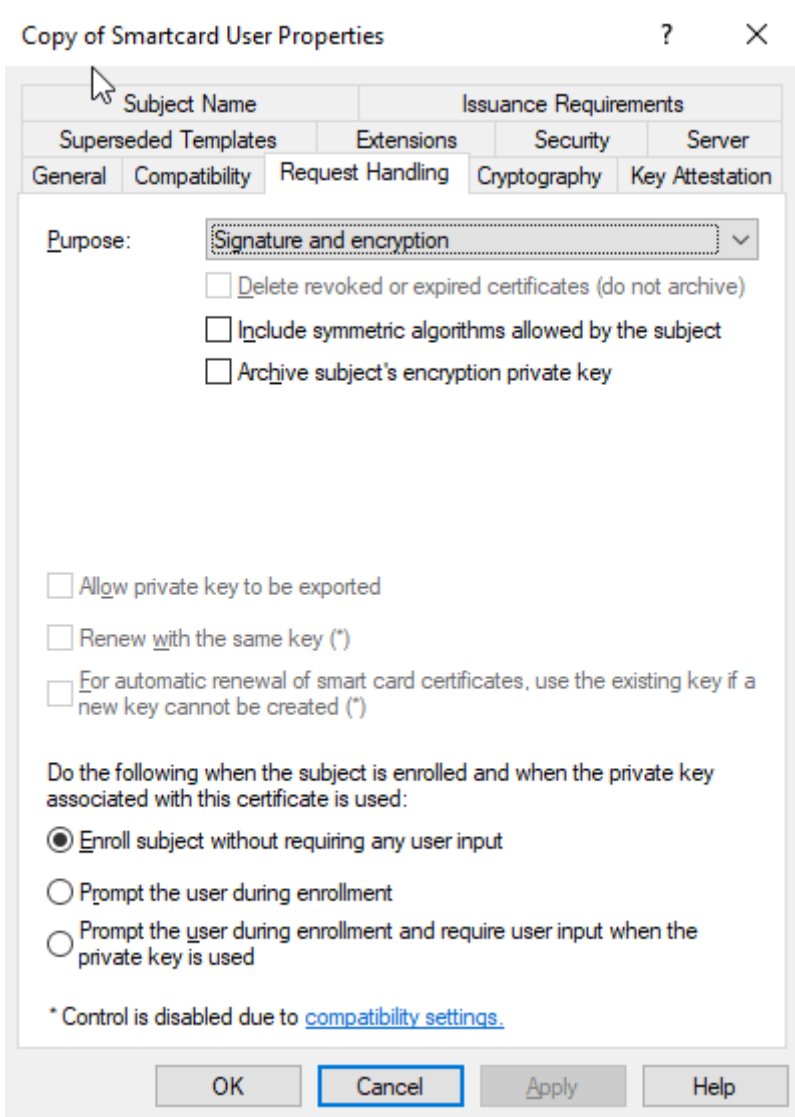 Copy of Smartcard User Properties
?
Subject Name
Issuance Requirements
Superseded Templates
Extensions
Security
Server
General
Compatibility
Request Handling
Cryptography
Key Attestation
Purpose:
Signature and encryption
Delete revoked or expired certificates (do not archive)
Include symmetric algorithms allowed by the subject
Archive subject's encryption private key
Allow private key to be exported
Renew with the same key (*)
For automatic renewal of smart card certificates, use the existing key if a
new key cannot be created (*)
Do the following when the subject is enrolled and when the private key
associated with this certificate is used:
Enroll subject without requiring any user input
Prompt the user during enrollment
Prompt the user during enrollment and require user input when the
private key is used
* Control is disabled due to compatibility settings.
OK
Cancel
Apply
Help